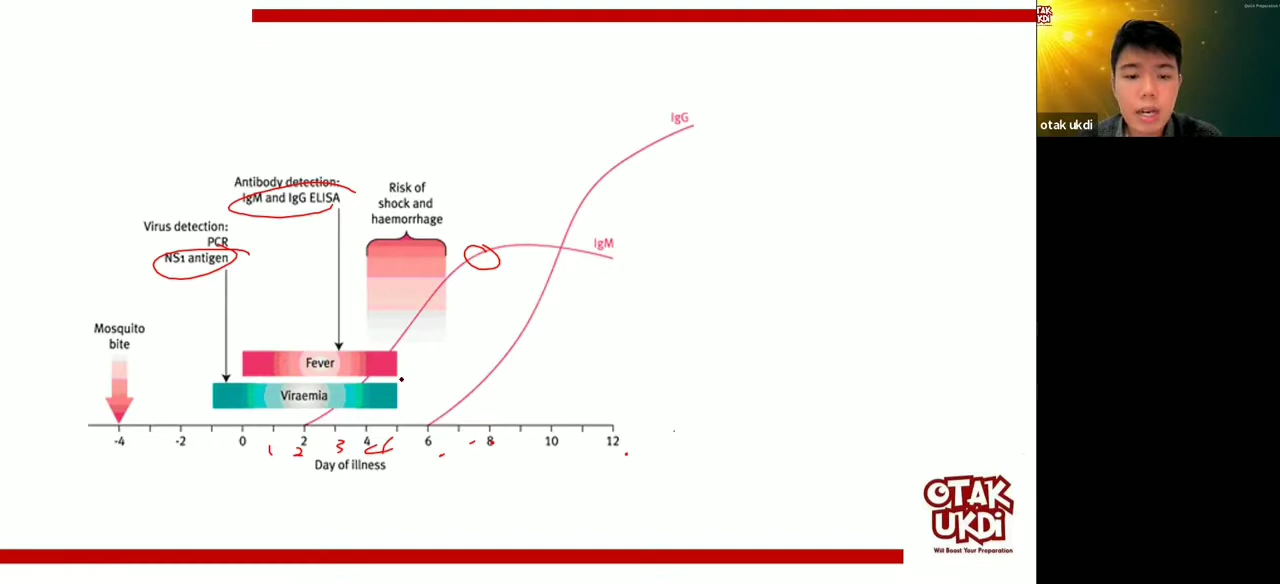 IgG
Antibody detection:
IgM and IgG ELISA
Risk of
shock and
haemorrhage
Virus detection:
PCR
NS1 antigen
IgM
Mosquito
bite
Fever
Viraemia
-4 -2 0 2 4 6 8 10 12
1 2 3 4
Day of illness
OTAK
UKDi
Will Boost Your Preparation
OTAK
UKDi
otak ukdi